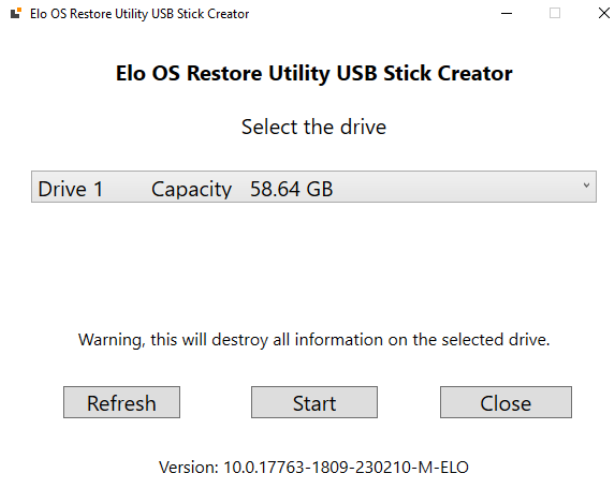 Elo OS Restore Utility USB Stick Creator
Elo OS Restore Utility USB Stick Creator
Select the drive
Drive 1 Capacity 58.64 GB
Warning, this will destroy all information on the selected drive.
Refresh Start Close
Version: 10.0.17763-1809-230210-M-ELO